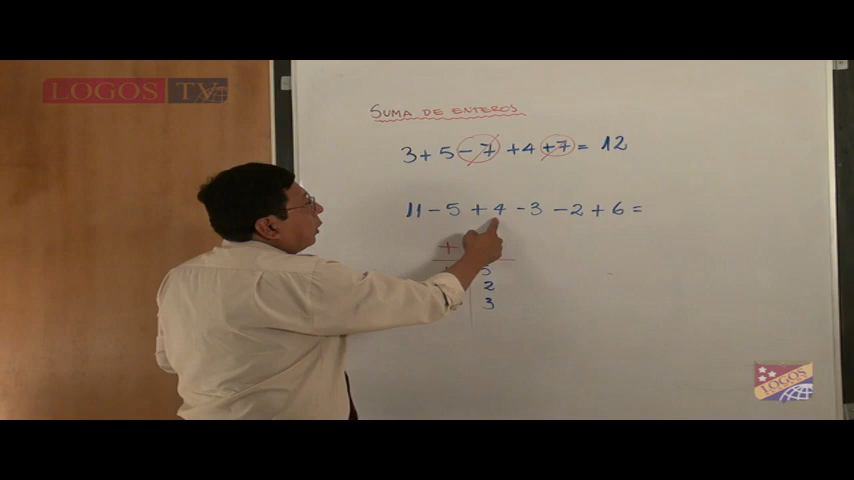 LOGOS TV
SUMA DE ENTEROS
3 + 5 - 7 + 4 + 7 = 12
11 - 5 + 4 - 3 - 2 + 6 =
+
5
2
3
LOGOS